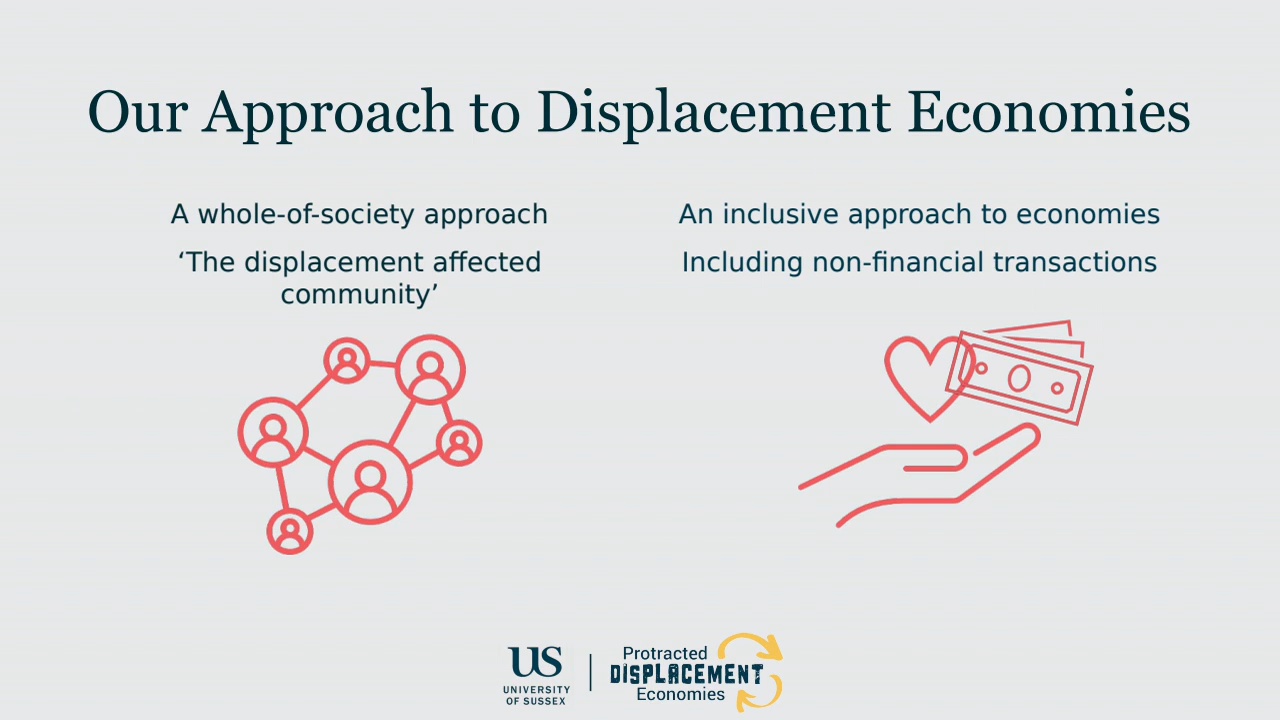 Our Approach to Displacement Economies
A whole-of-society approach
‘The displacement affected
community’
An inclusive approach to economies
Including non-financial transactions
US
UNIVERSITY
OF SUSSEX
Protracted
DISPLACEMENT
Economies